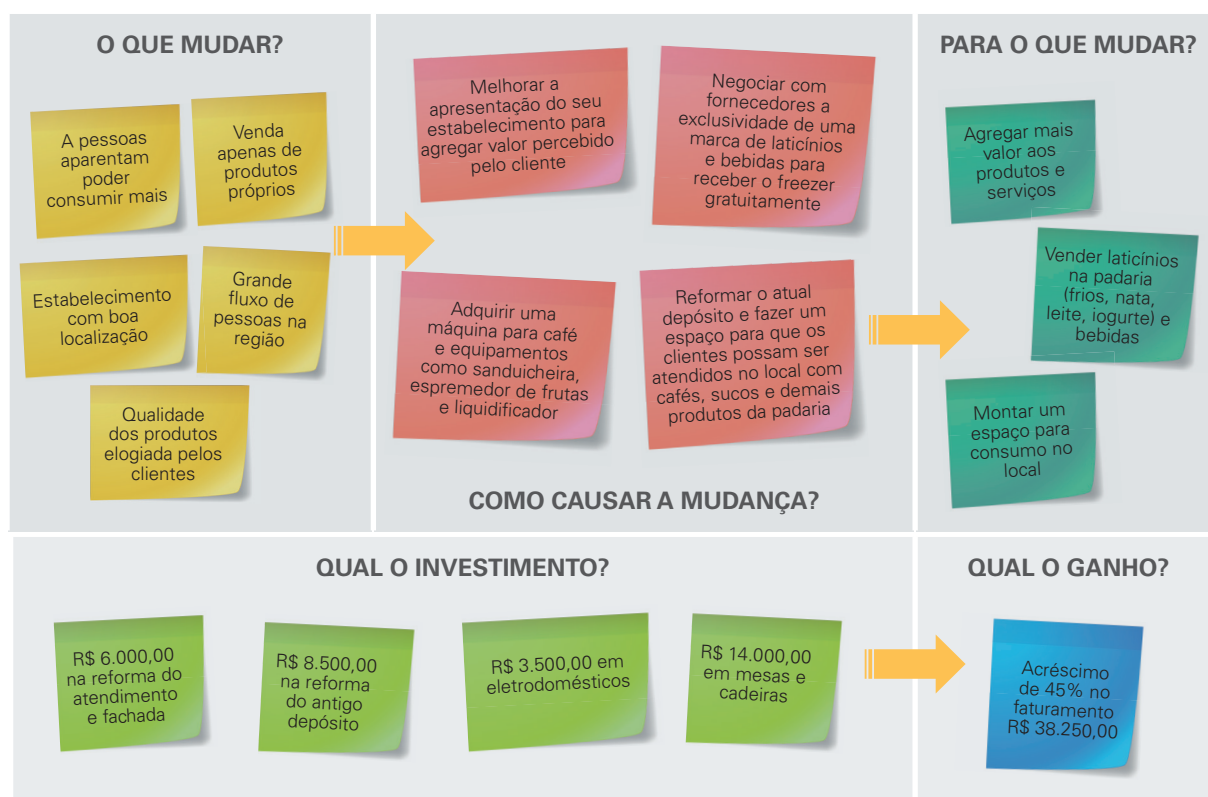 O QUE MUDAR?
A pessoas
aparentam
poder
consumir mais
Venda
apenas de
produtos
próprios
Estabelecimento
com boa
localização
Grande
fluxo de
pessoas na
região
Qualidade
dos produtos
elogiada pelos
clientes
Melhorar a
apresentação do seu
estabelecimento para
agregar valor percebido
pelo cliente
Negociar com
fornecedores a
exclusividade de uma
marca de laticínios
e bebidas para
receber o freezer
gratuitamente
Adquirir uma
máquina para café
e equipamentos
como sanduicheira,
espremedor de frutas
e liquidificador
Reformar o atual
depósito e fazer um
espaço para que os
clientes possam ser
atendidos no local com
cafés, sucos e demais
produtos da padaria
COMO CAUSAR A MUDANÇA?
PARA O QUE MUDAR?
Agregar mais
valor aos
produtos e
serviços
Vender laticínios
na padaria
(frios, nata,
leite, iogurte) e
bebidas
Montar um
espaço para
consumo no
local
QUAL O INVESTIMENTO?
R$ 6.000,00
na reforma do
atendimento
e fachada
R$ 8.500,00
na reforma
do antigo
depósito
R$ 3.500,00 em
eletrodomésticos
R$ 14.000,00
em mesas e
cadeiras
QUAL O GANHO?
Acréscimo
de 45% no
faturamento
R$ 38.250,00